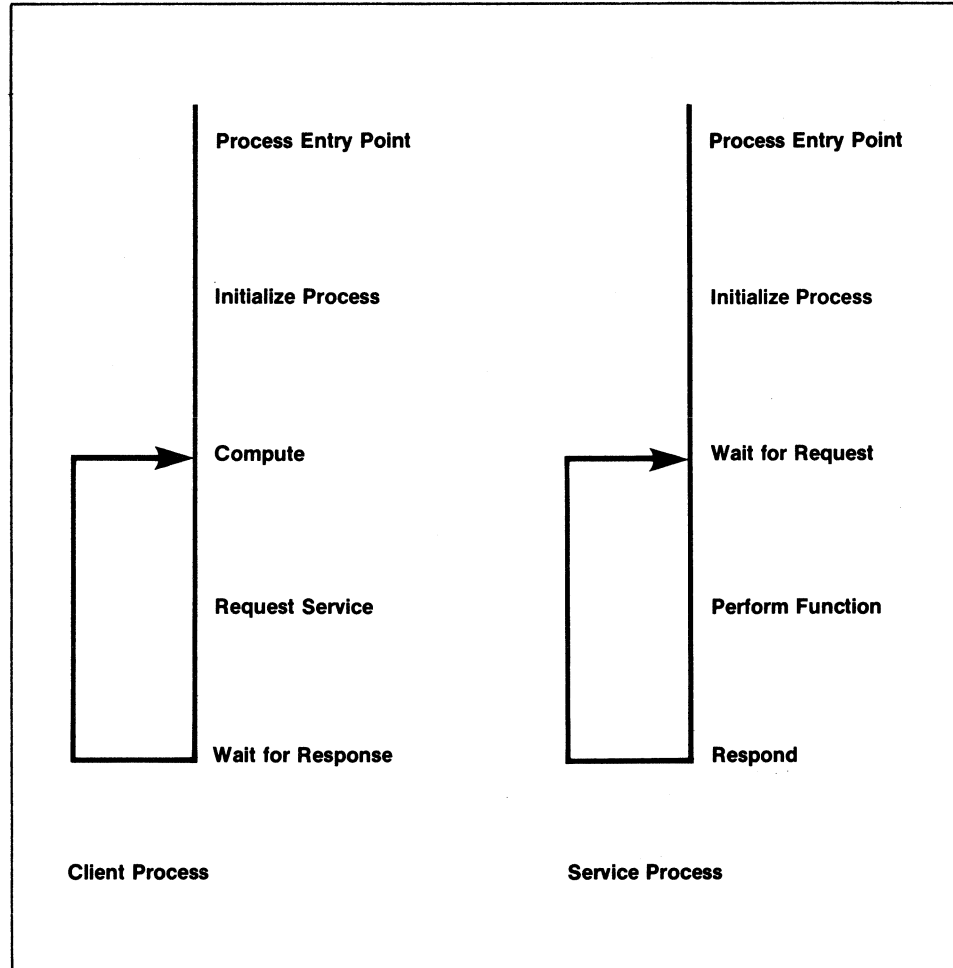 Process Entry Point
Initialize Process
Compute
Request Service
Wait for Response
Client Process
Process Entry Point
Initialize Process
Wait for Request
Perform Function
Respond
Service Process